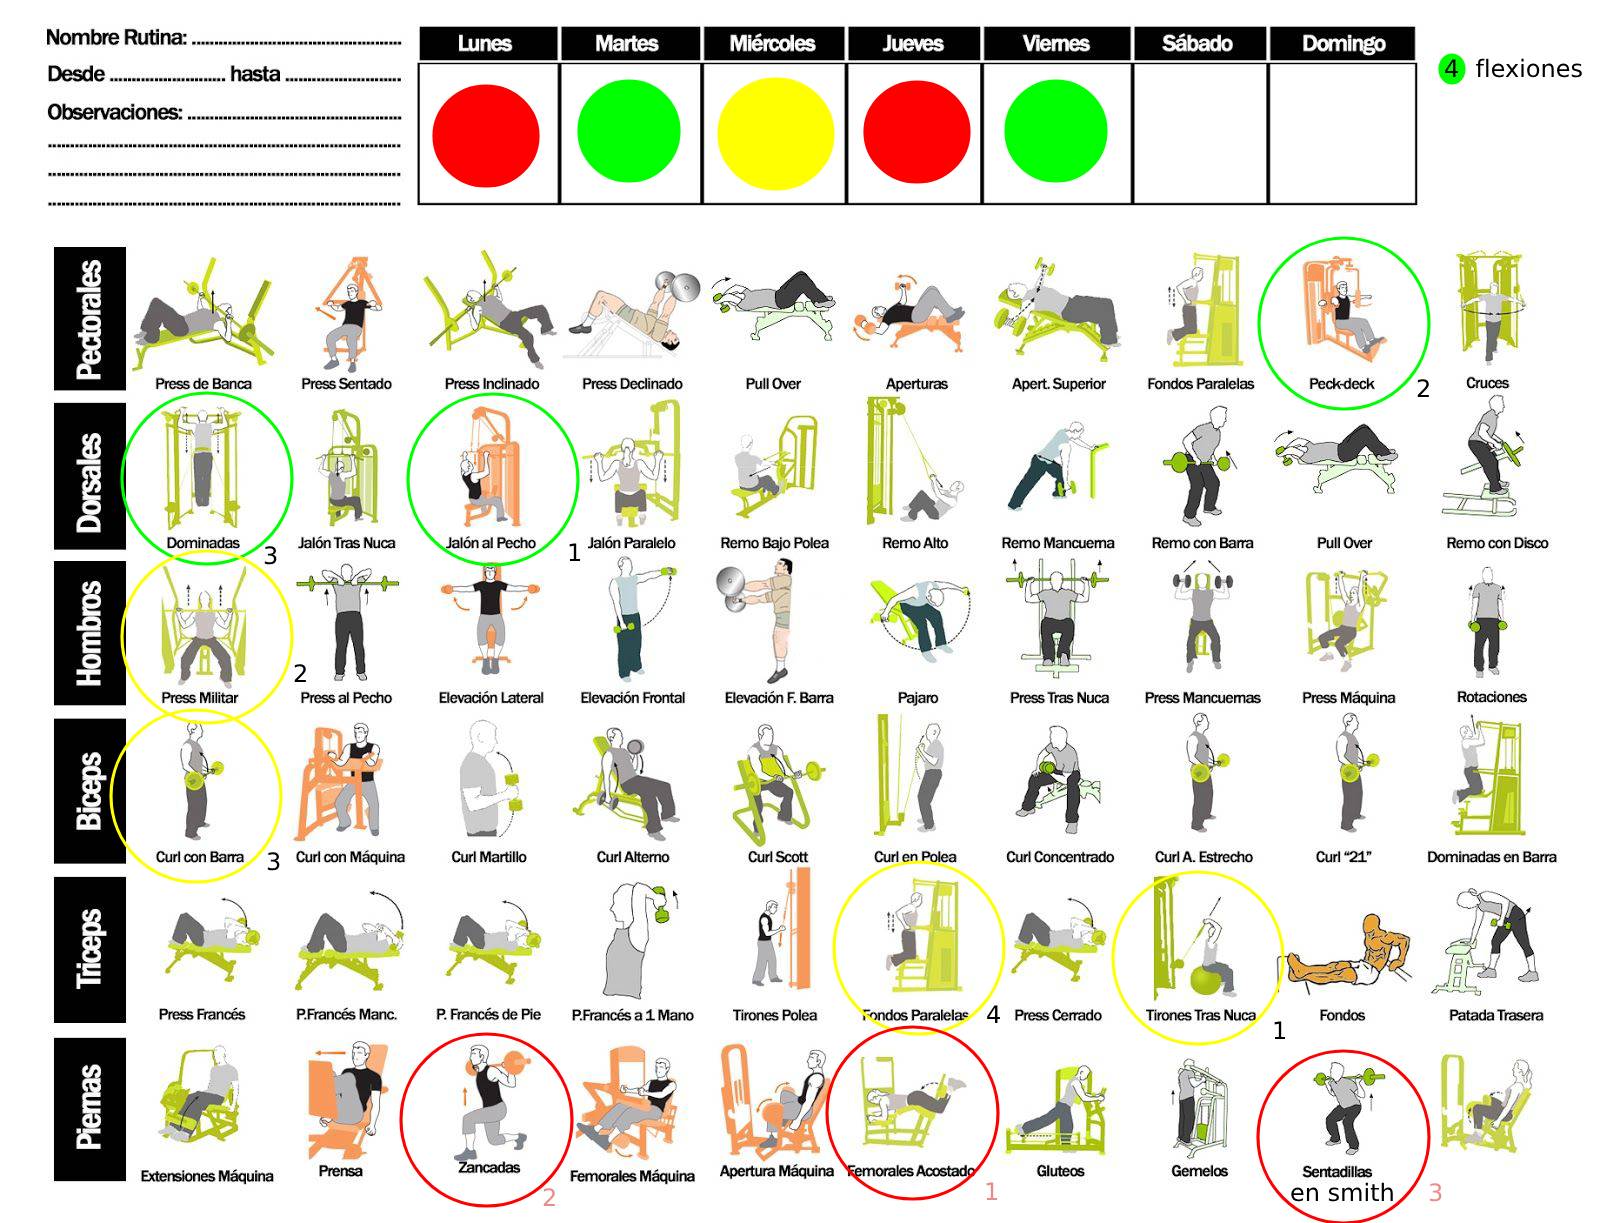 Nombre Rutina: ..........
Lunes Martes Miércoles Jueves Viernes Sábado Domingo
4 flexiones
Desde .......... hasta ..........
Observaciones: ..........
Pectorales
Press de Banca Press Sentado Press Inclinado Press Declinado Pull Over Aperturas Apert. Superior Fondos Paralelas Peck-deck 2 Cruces
Dorsales
Dominadas 3 Jalón Tras Nuca Jalón al Pecho 1 Jalón Paralelo Remo Bajo Polea Remo Alto Remo Mancuerna Remo con Barra Pull Over Remo con Disco
Hombros
Press Militar 2 Press al Pecho Elevación Lateral Elevación Frontal Elevación F. Barra Pajaro Press Tras Nuca Press Mancuernas Press Máquina Rotaciones
Biceps
Curl con Barra 3 Curl con Máquina Curl Martillo Curl Alterno Curl Scott Curl en Polea Curl Concentrado Curl A. Estrecho Curl “21” Dominadas en Barra
Triceps
Press Francés P.Francés Manc. P. Francés de Pie P.Francés a 1 Mano Tirones Polea Fondos Paralelas 4 Press Cerrado Tirones Tras Nuca 1 Fondos Patada Trasera
Piernas
Extensiones Máquina Prensa Zancadas 2 Femorales Máquina Apertura Máquina Femorales Acostado 1 Gluteos Gemelos Sentadillas
en smith 3